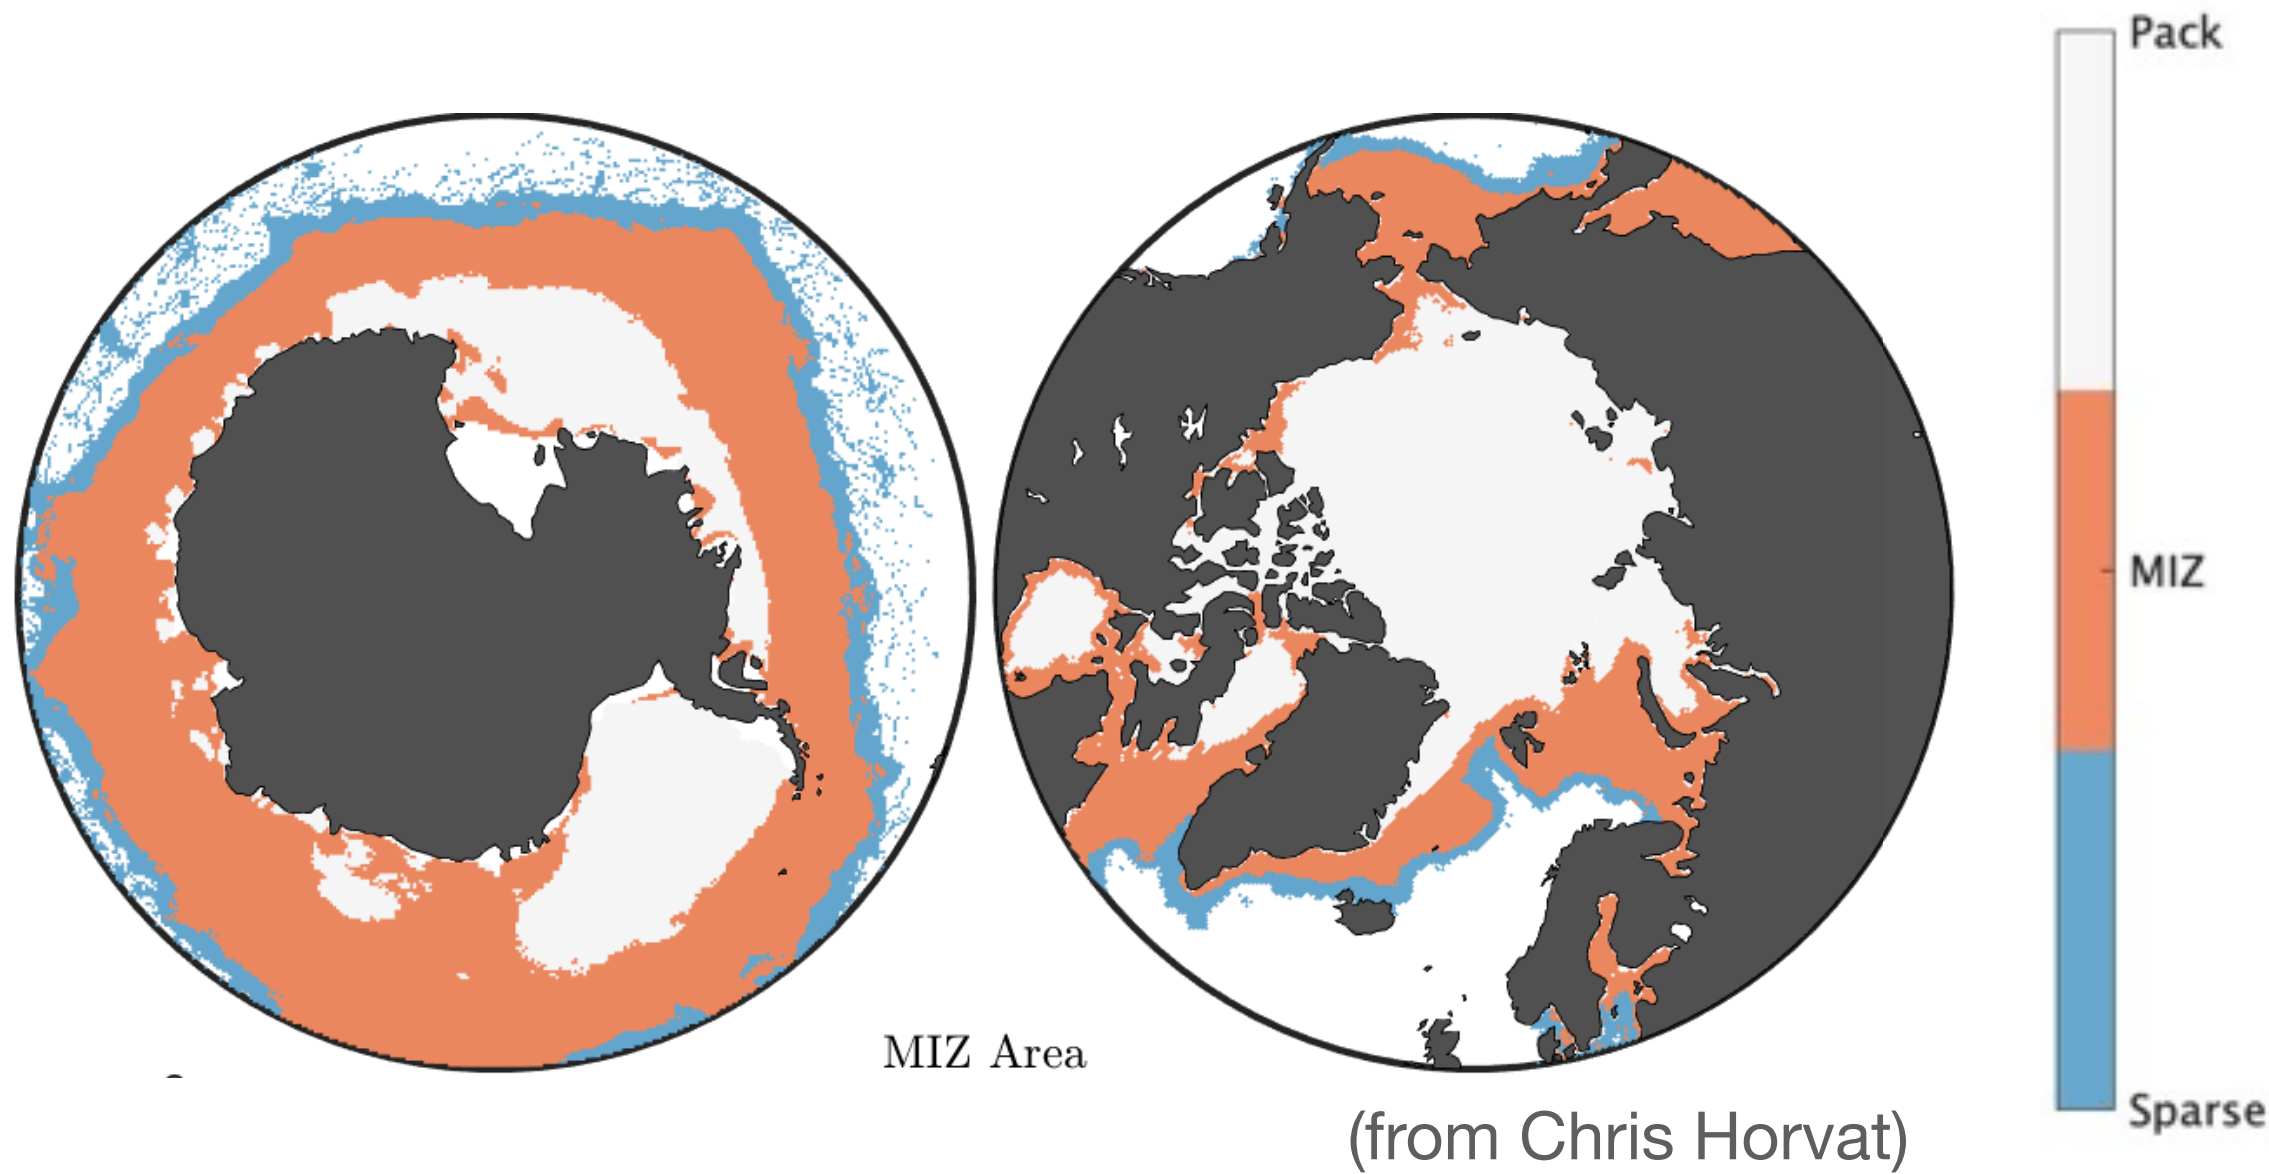 Pack
MIZ
Sparse
MIZ Area
(from Chris Horvat)